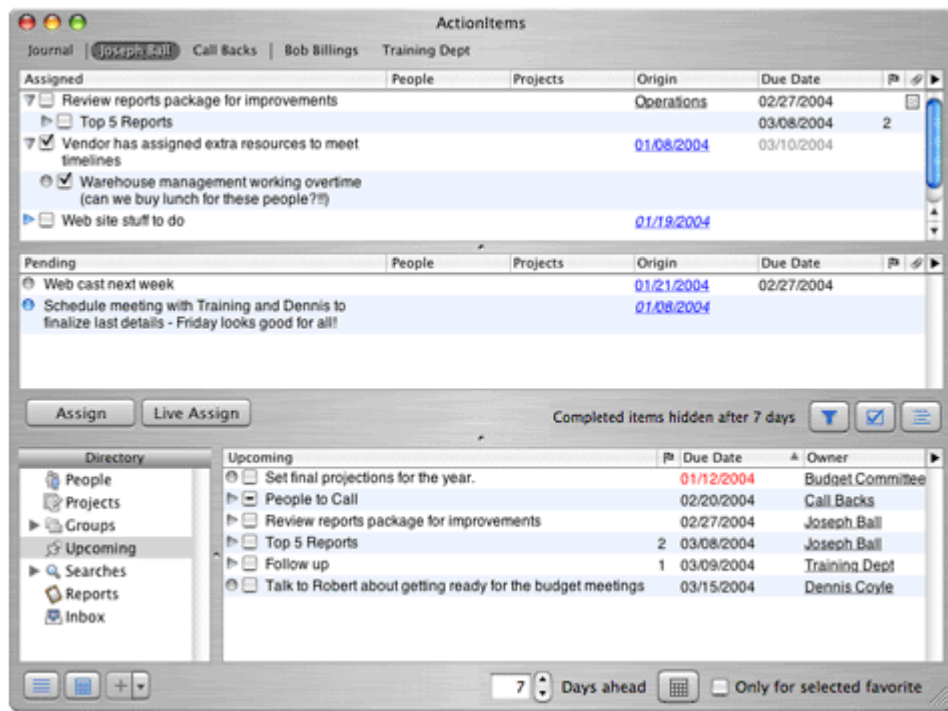 ActionItems
Journal Joseph Ball Call Backs Bob Billings Training Dept
Assigned People Projects Origin Due Date
Review reports package for improvements Operations 02/27/2004
Top 5 Reports 03/08/2004 2
Vendor has assigned extra resources to meet 01/08/2004 03/10/2004
timelines
Warehouse management working overtime
(can we buy lunch for these people?!!)
Web site stuff to do 01/19/2004
Pending People Projects Origin Due Date
Web cast next week 01/21/2004 02/27/2004
Schedule meeting with Training and Dennis to 01/08/2004
finalize last details - Friday looks good for all!
Assign Live Assign Completed items hidden after 7 days
Directory
People
Projects
Groups
Upcoming
Searches
Reports
Inbox
Upcoming Due Date Owner
Set final projections for the year. 01/12/2004 Budget Committee
People to Call 02/20/2004 Call Backs
Review reports package for improvements 02/27/2004 Joseph Ball
Top 5 Reports 2 03/08/2004 Joseph Ball
Follow up 1 03/09/2004 Training Dept
Talk to Robert about getting ready for the budget meetings 03/15/2004 Dennis Coyle
7 Days ahead Only for selected favorite